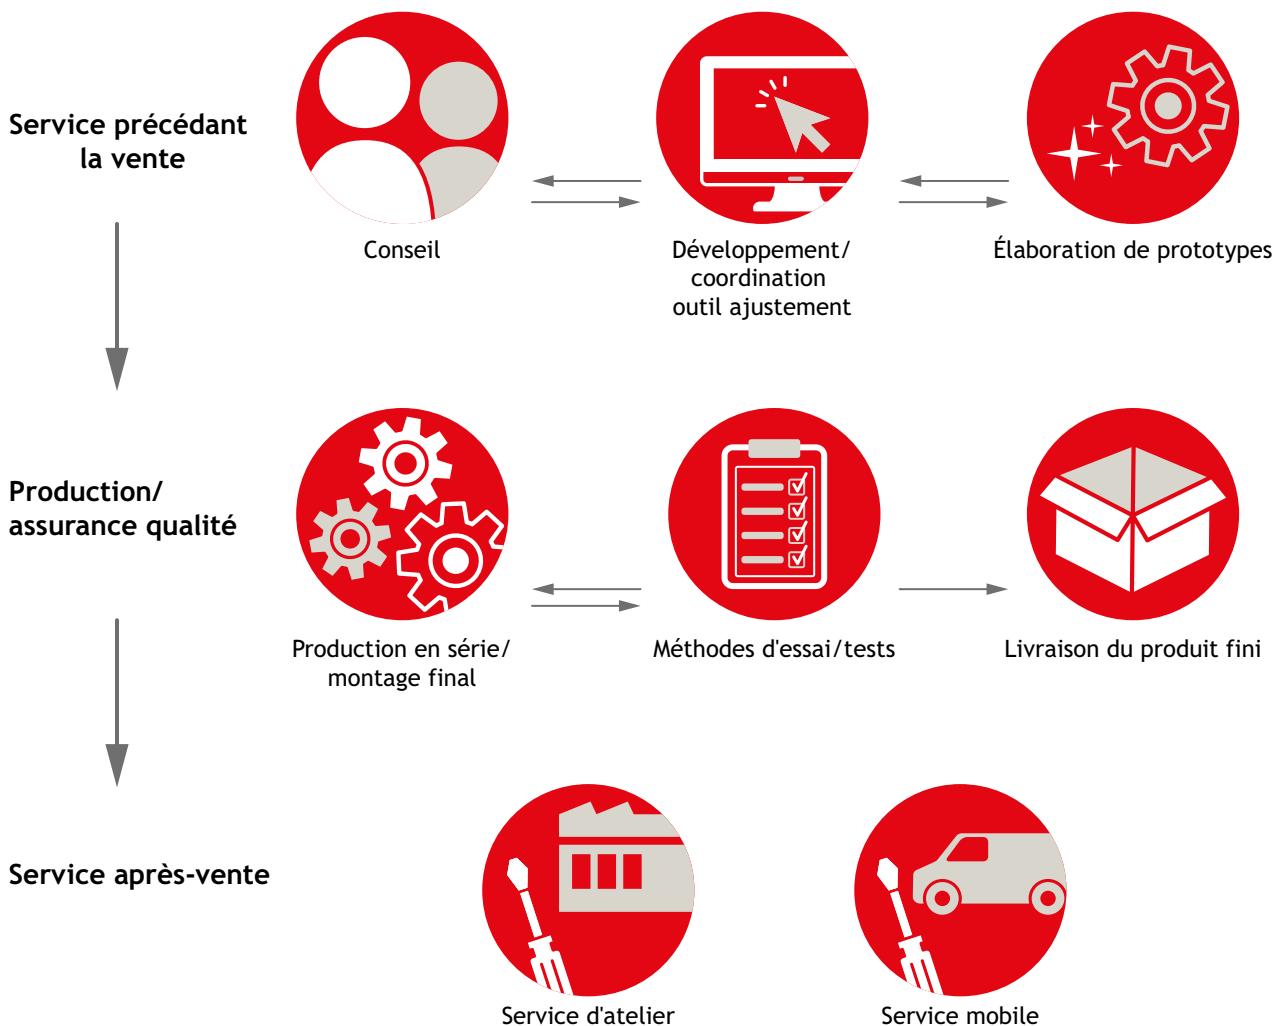 Service précédant
la vente
Conseil
Développement/
coordination
outil ajustement
Élaboration de prototypes
Production/
assurance qualité
Production en série/
montage final
Méthodes d'essai/tests
Livraison du produit fini
Service après-vente
Service d'atelier
Service mobile